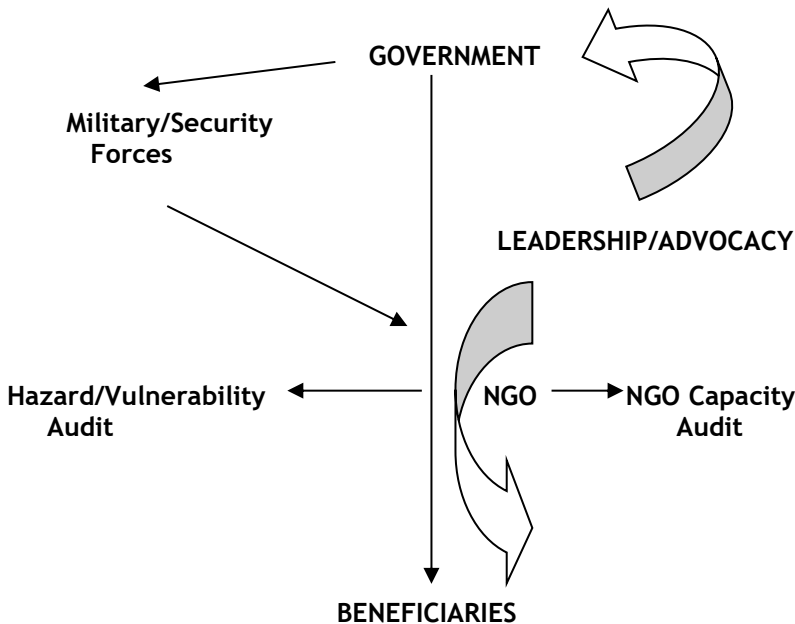 GOVERNMENT
Military/Security
Forces
LEADERSHIP/ADVOCACY
Hazard/Vulnerability
Audit
NGO
NGO Capacity
Audit
BENEFICIARIES